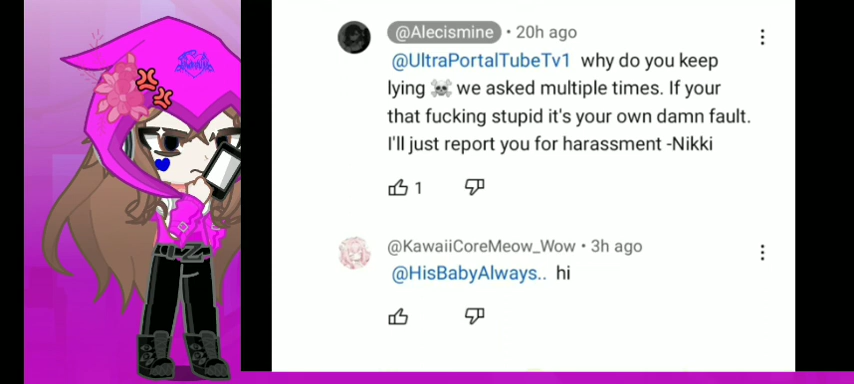 @Alecismine • 20h ago
@UltraPortalTubeTv1 why do you keep
lying ☠️ we asked multiple times. If your
that fucking stupid it's your own damn fault.
I'll just report you for harassment -Nikki
1
@KawaiiCoreMeow_Wow • 3h ago
@HisBabyAlways.. hi